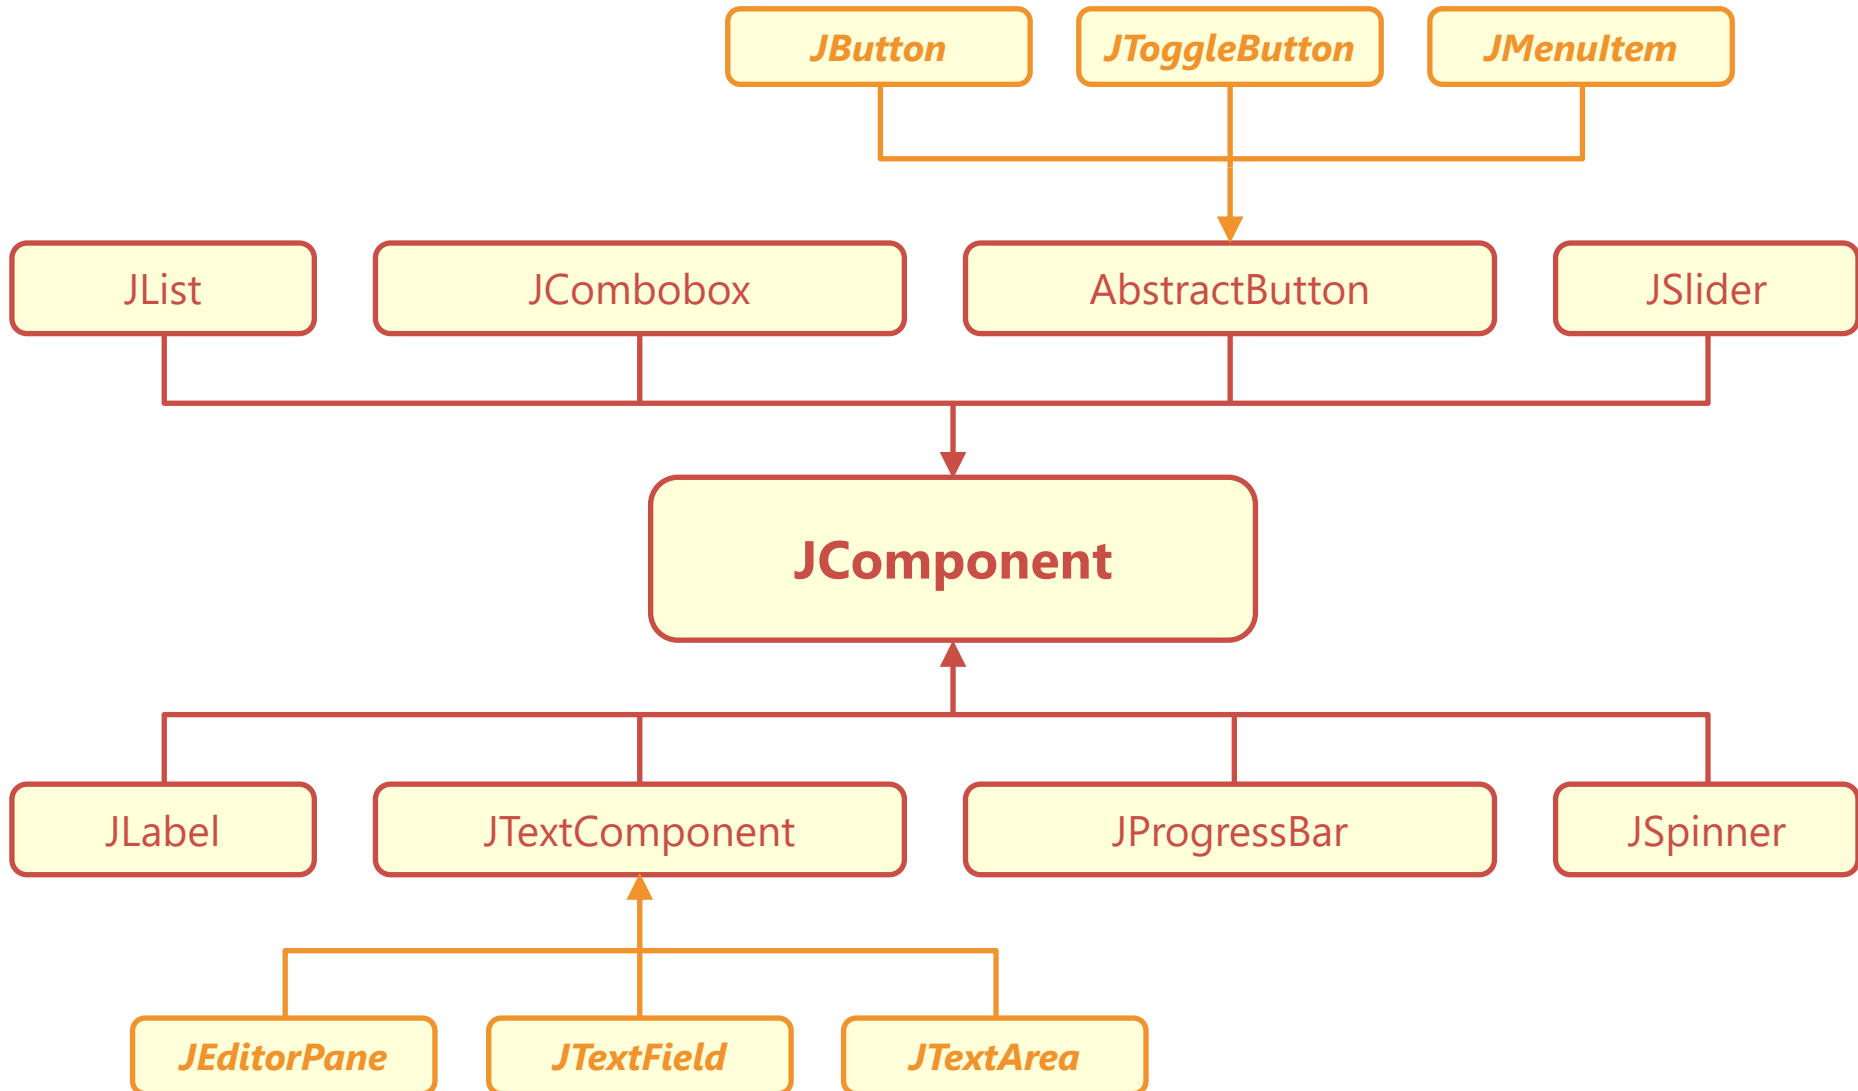 JButton
JToggleButton
JMenuItem
JList
JCombobox
AbstractButton
JSlider
JComponent
JLabel
JTextComponent
JProgressBar
JSpinner
JEditorPane
JTextField
JTextArea